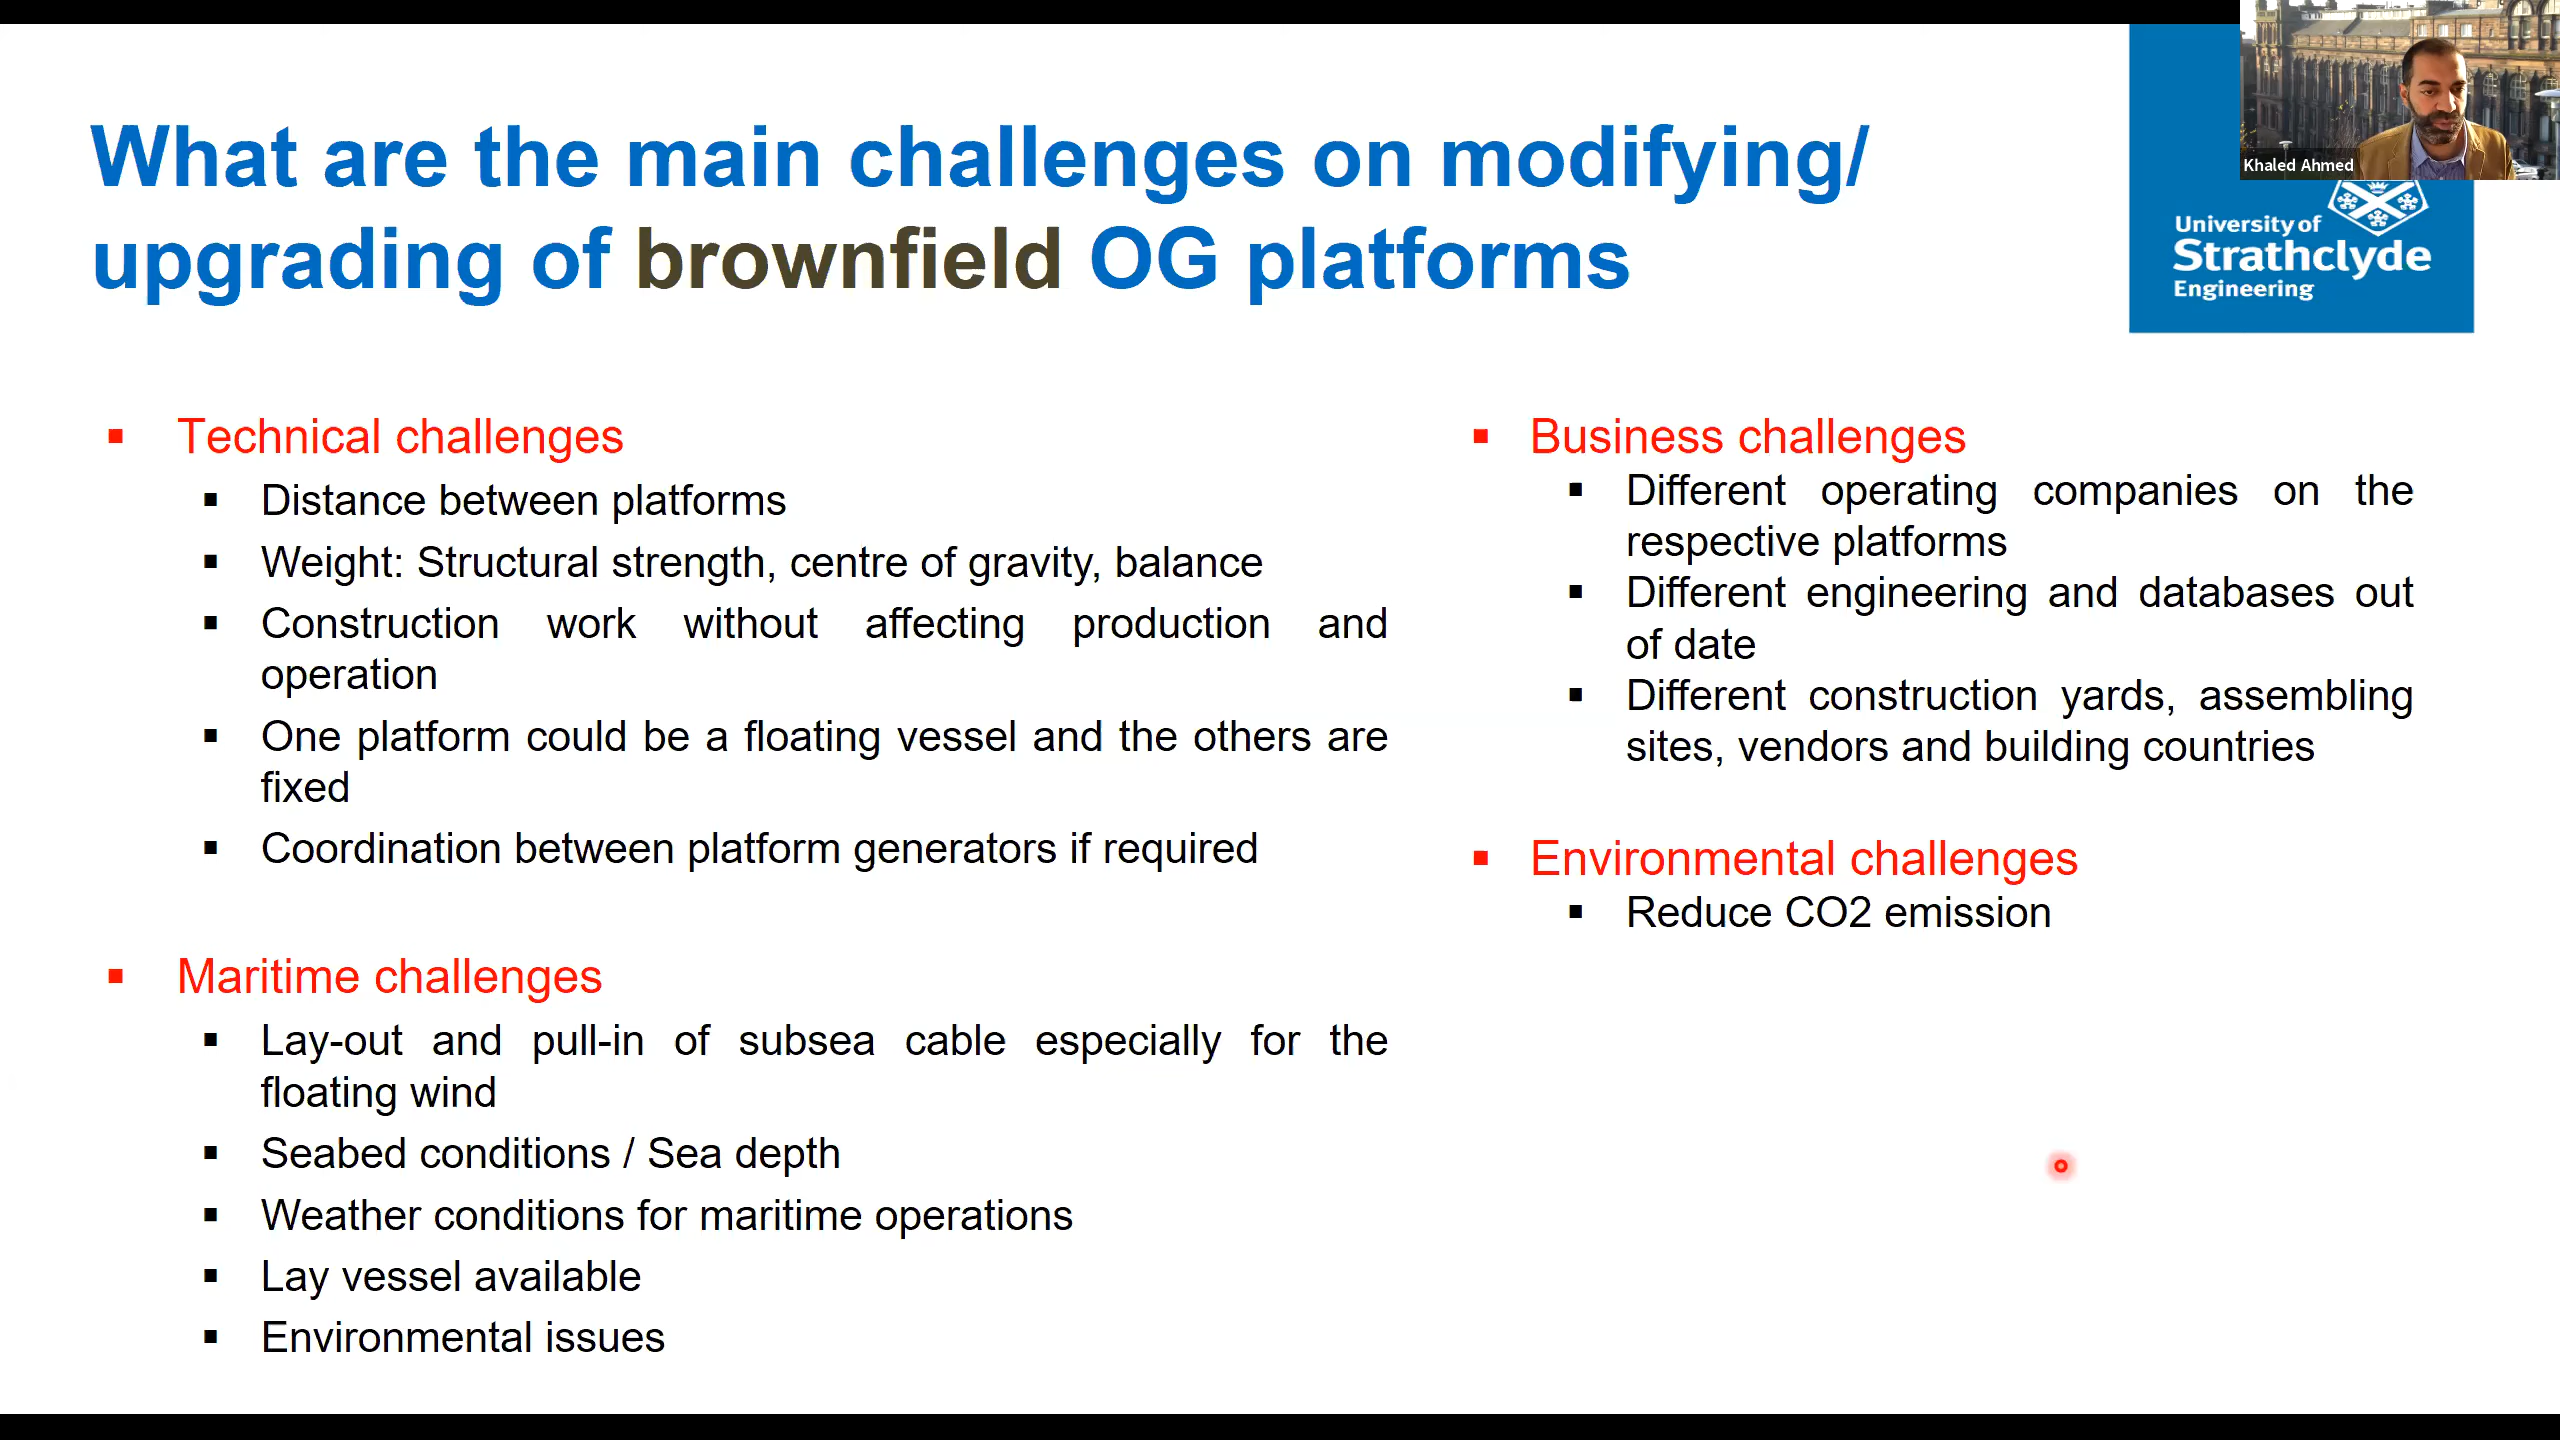 What are the main challenges on modifying/
upgrading of brownfield OG platforms
Khaled Ahmed
University of
Strathclyde
Engineering
▪ Technical challenges
▪ Distance between platforms
▪ Weight: Structural strength, centre of gravity, balance
▪ Construction work without affecting production and
operation
▪ One platform could be a floating vessel and the others are
fixed
▪ Coordination between platform generators if required
▪ Maritime challenges
▪ Lay-out and pull-in of subsea cable especially for the
floating wind
▪ Seabed conditions / Sea depth
▪ Weather conditions for maritime operations
▪ Lay vessel available
▪ Environmental issues
▪ Business challenges
▪ Different operating companies on the
respective platforms
▪ Different engineering and databases out
of date
▪ Different construction yards, assembling
sites, vendors and building countries
▪ Environmental challenges
▪ Reduce CO2 emission